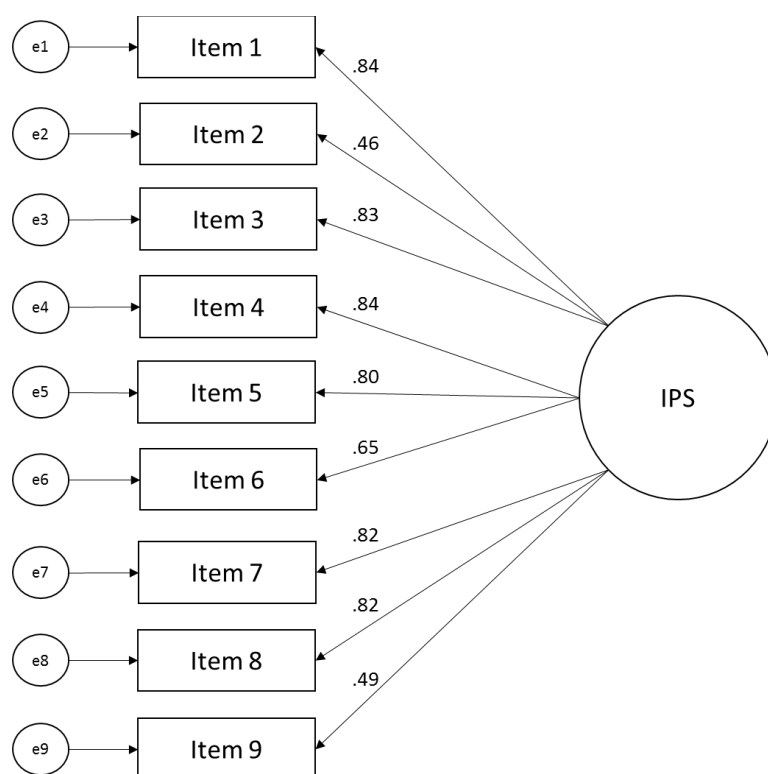 e1 Item 1 .84
e2 Item 2 .46
e3 Item 3 .83
e4 Item 4 .84
e5 Item 5 .80
IPS
e6 Item 6 .65
e7 Item 7 .82
e8 Item 8 .82
e9 Item 9 .49